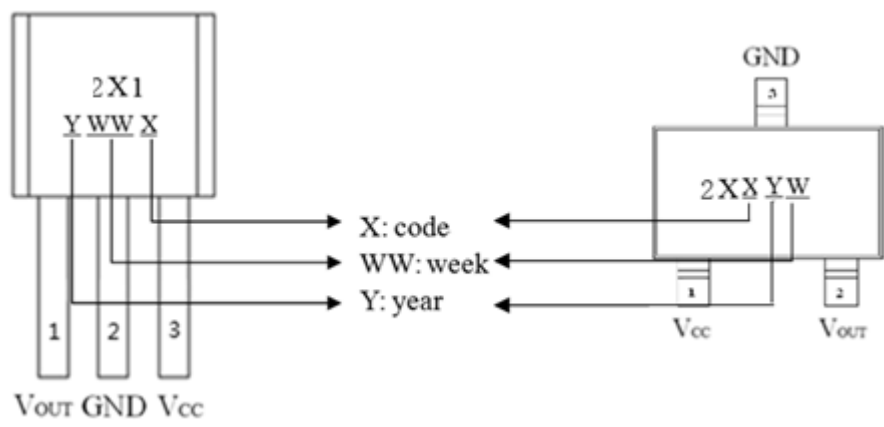 2X1
Y WW X
1 2 3
VOUT GND VCC
X: code
WW: week
Y: year
GND
3
2XX Y W
1 2
VCC VOUT